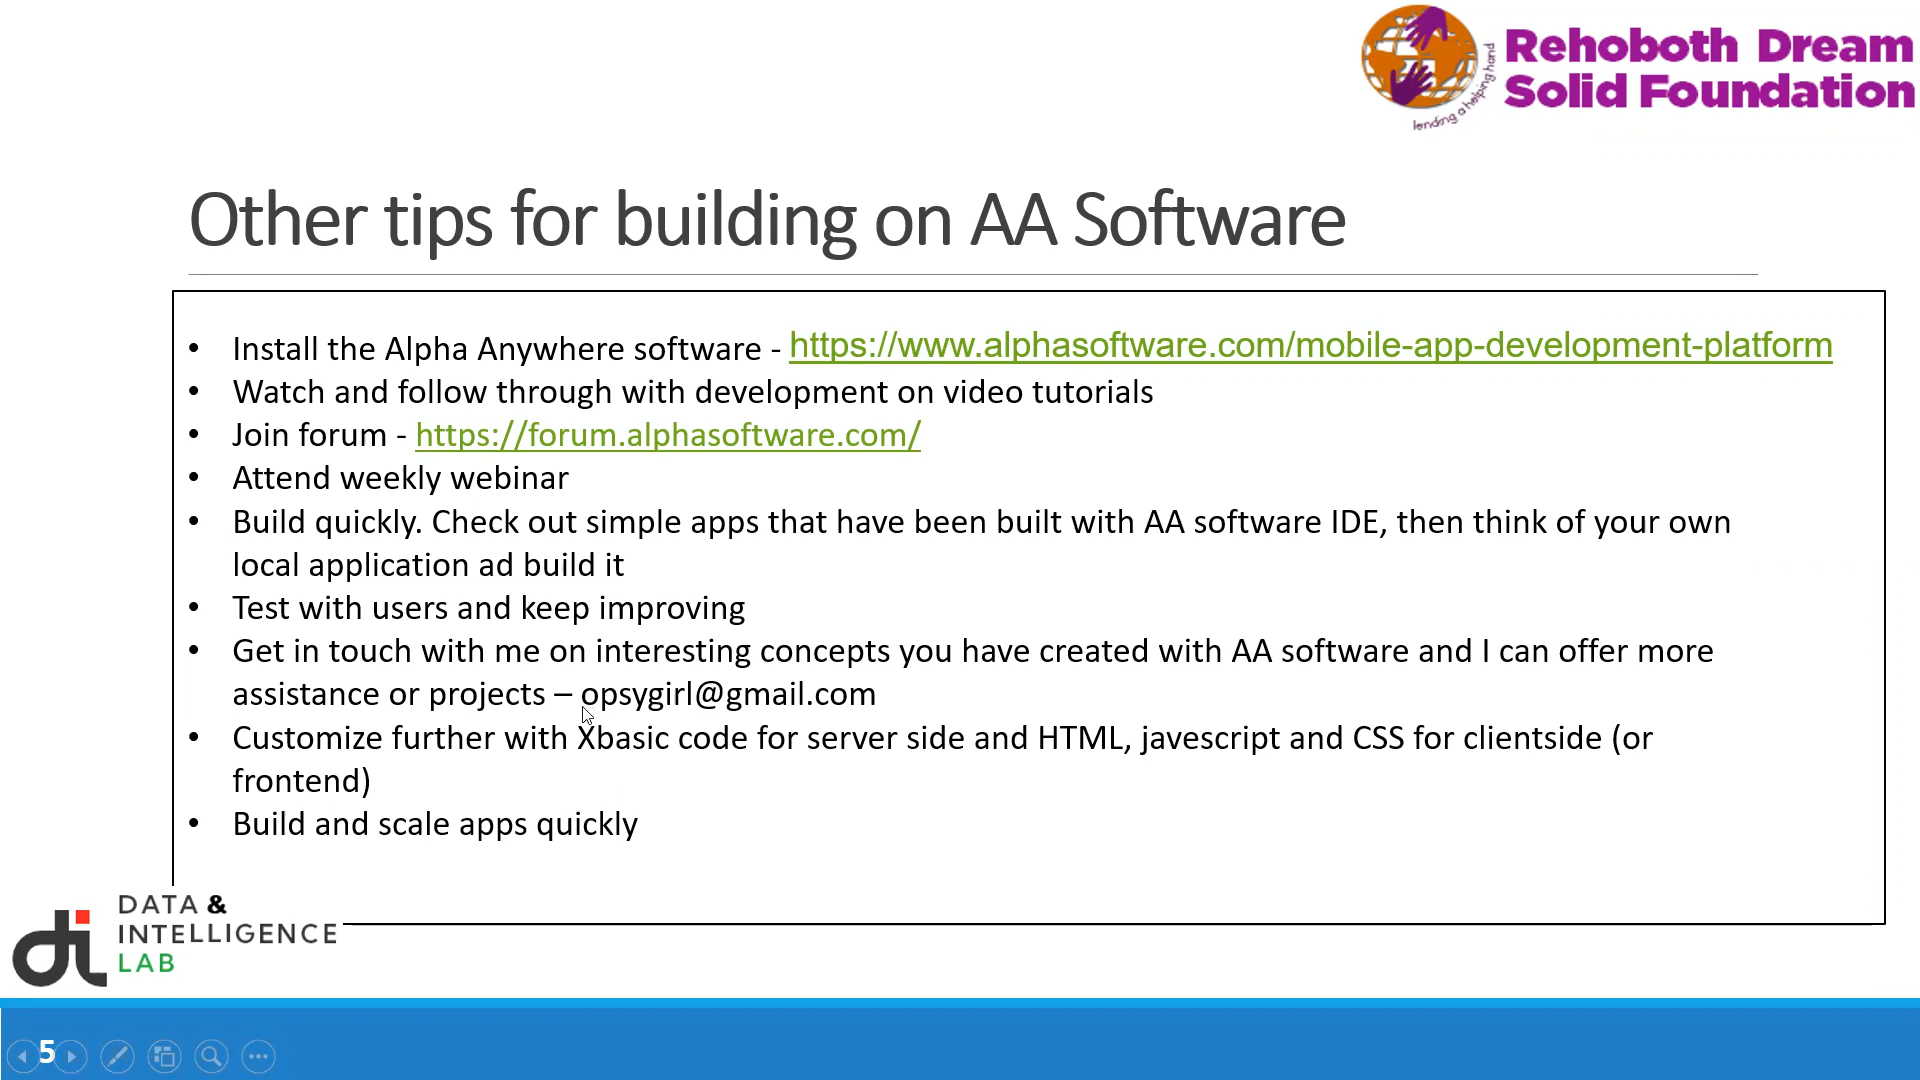 Rehoboth Dream
Solid Foundation
lending a helping hand
Other tips for building on AA Software
• Install the Alpha Anywhere software - https://www.alphasoftware.com/mobile-app-development-platform
• Watch and follow through with development on video tutorials
• Join forum - https://forum.alphasoftware.com/
• Attend weekly webinar
• Build quickly. Check out simple apps that have been built with AA software IDE, then think of your own
local application ad build it
• Test with users and keep improving
• Get in touch with me on interesting concepts you have created with AA software and I can offer more
assistance or projects – opsygirl@gmail.com
• Customize further with Xbasic code for server side and HTML, javescript and CSS for clientside (or
frontend)
• Build and scale apps quickly
di
DATA &
INTELLIGENCE
LAB
5